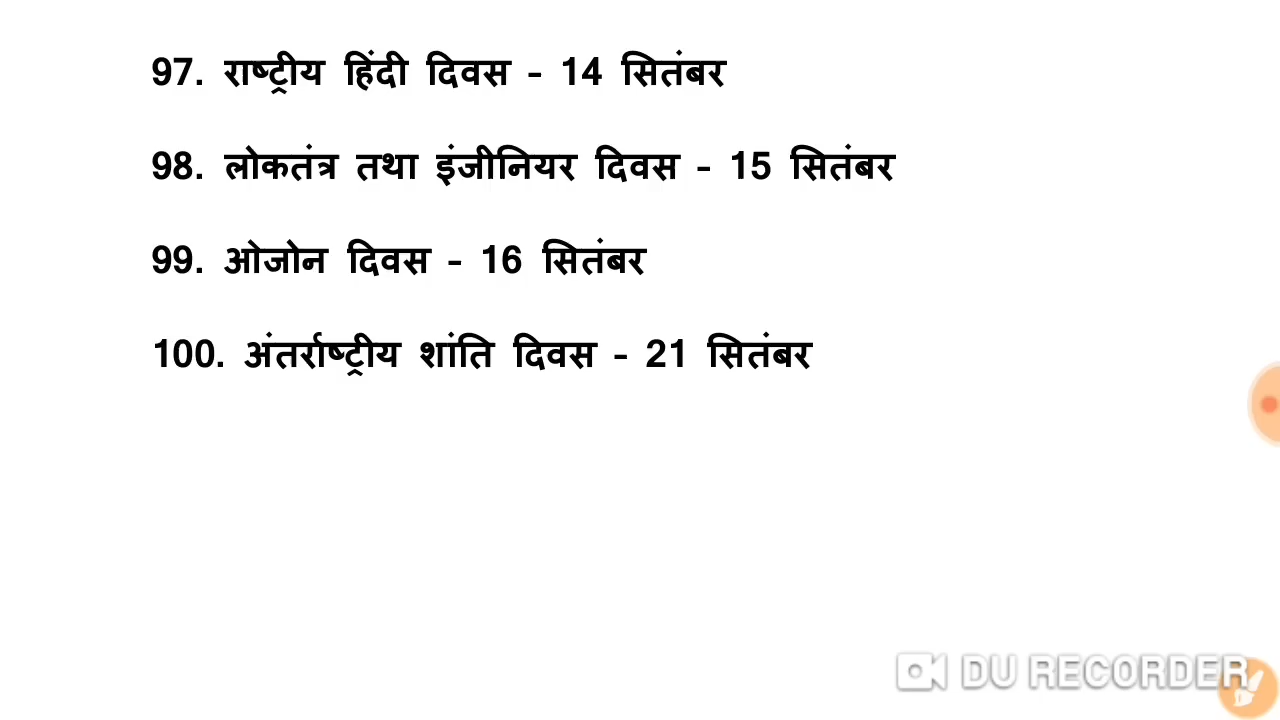 97. राष्ट्रीय हिंदी दिवस - 14 सितंबर
98. लोकतंत्र तथा इंजीनियर दिवस - 15 सितंबर
99. ओजोन दिवस - 16 सितंबर
100. अंतर्राष्ट्रीय शांति दिवस - 21 सितंबर
DU RECORDER